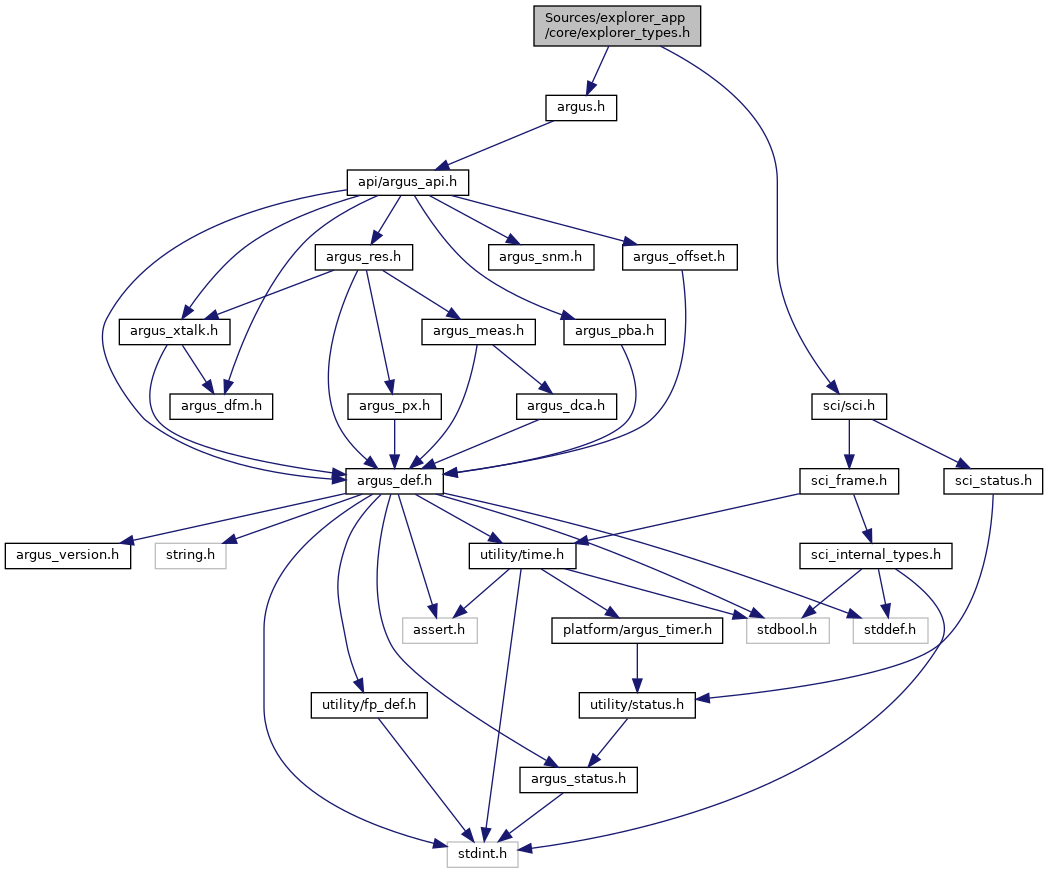 Sources/explorer_app
/core/explorer_types.h
argus.h
api/argus_api.h
argus_res.h
argus_snm.h
argus_offset.h
argus_xtalk.h
argus_meas.h
argus_pba.h
argus_dfm.h
argus_px.h
argus_dca.h
sci/sci.h
argus_def.h
sci_frame.h
sci_status.h
argus_version.h
string.h
utility/time.h
sci_internal_types.h
assert.h
platform/argus_timer.h
stdbool.h
stddef.h
utility/fp_def.h
utility/status.h
argus_status.h
stdint.h